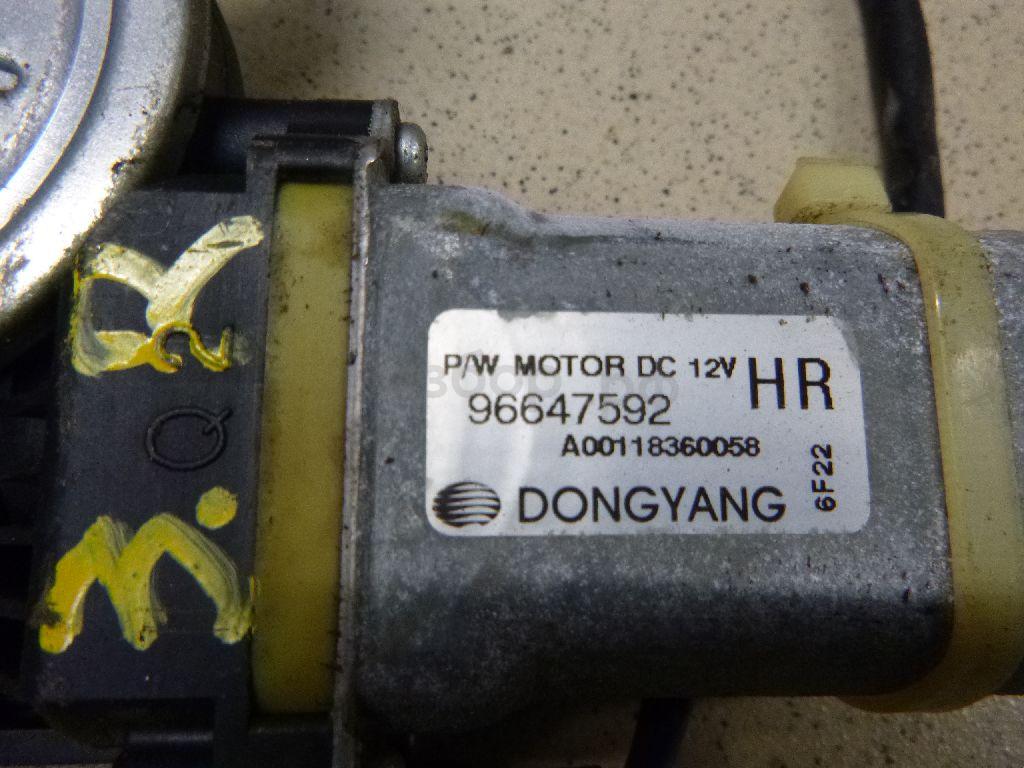 P/W MOTOR DC 12V HR
96647592
A00118360058
DONGYANG
6F22
R
M.